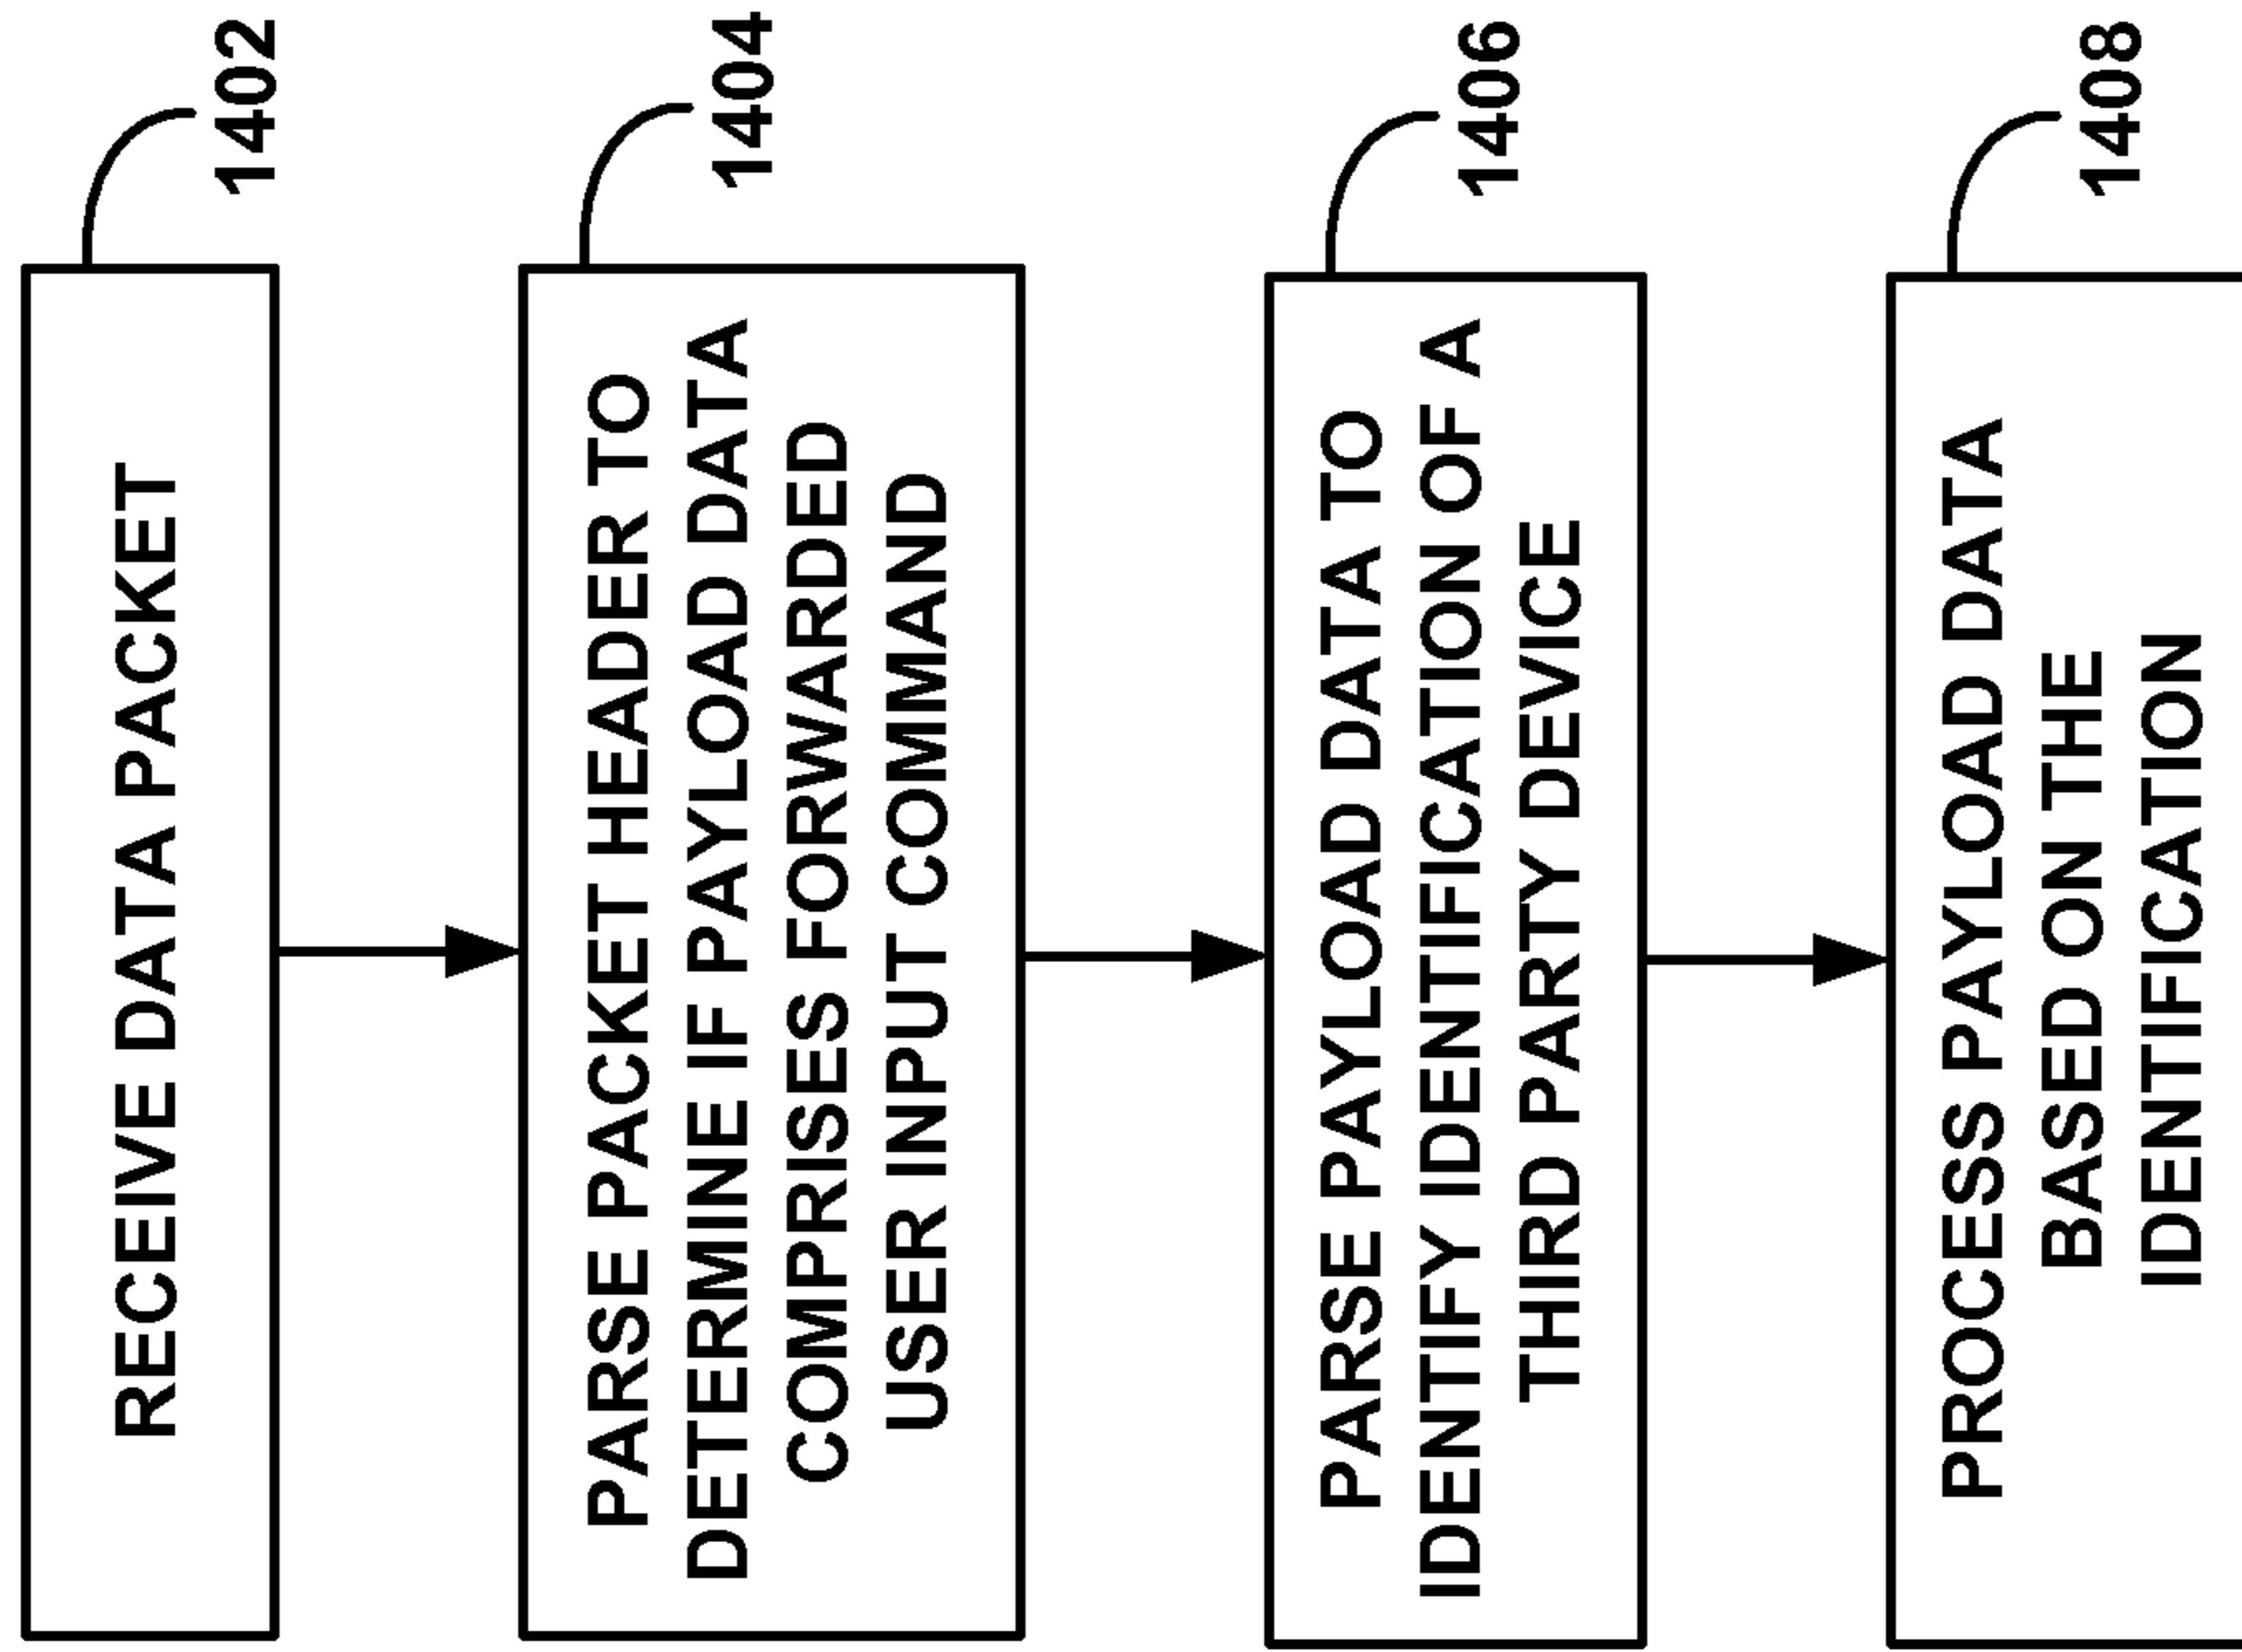 RECEIVE DATA PACKET
1402
PARSE PACKET HEADER TO
DETERMINE IF PAYLOAD DATA
COMPRISES FORWARDED
USER INPUT COMMAND
1404
PARSE PAYLOAD DATA TO
IDENTIFY IDENTIFICATION OF A
THIRD PARTY DEVICE
1406
PROCESS PAYLOAD DATA
BASED ON THE
IDENTIFICATION
1408